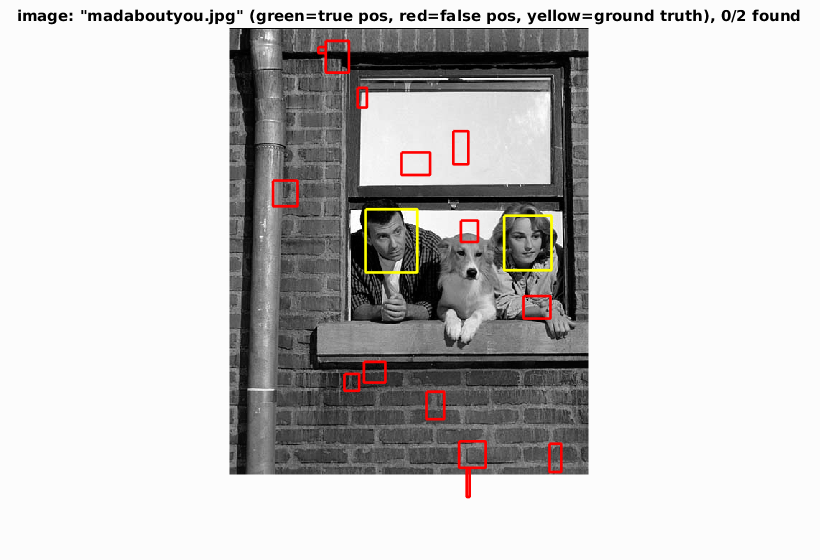 image: "madaboutyou.jpg" (green=true pos, red=false pos, yellow=ground truth), 0/2 found